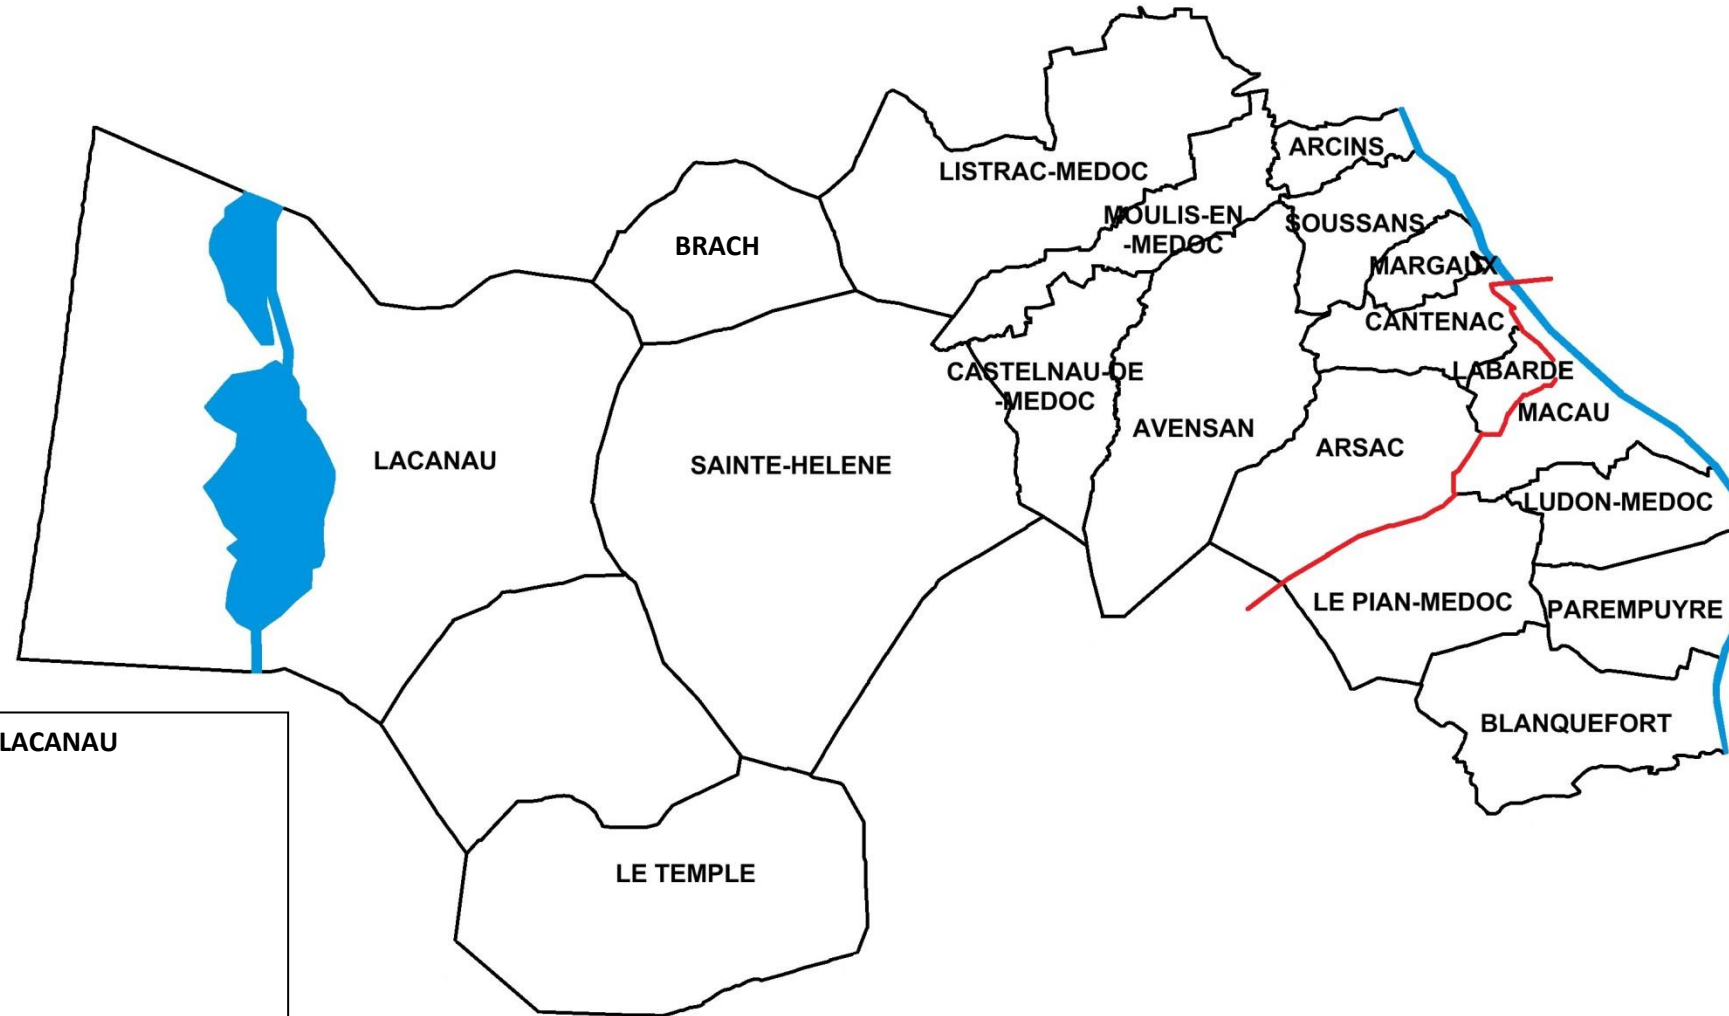 ARCINS
LISTRAC-MEDOC
MOULIS-EN
-MEDOC
SOUSSANS
BRACH
MARGAUX
CANTENAC
CASTELNAU-DE
-MEDOC
LABARDE
MACAU
AVENSAN
ARSAC
LACANAU
SAINTE-HELENE
LUDON-MEDOC
LE PIAN-MEDOC
PAREMPUYRE
BLANQUEFORT
LACANAU
LE TEMPLE